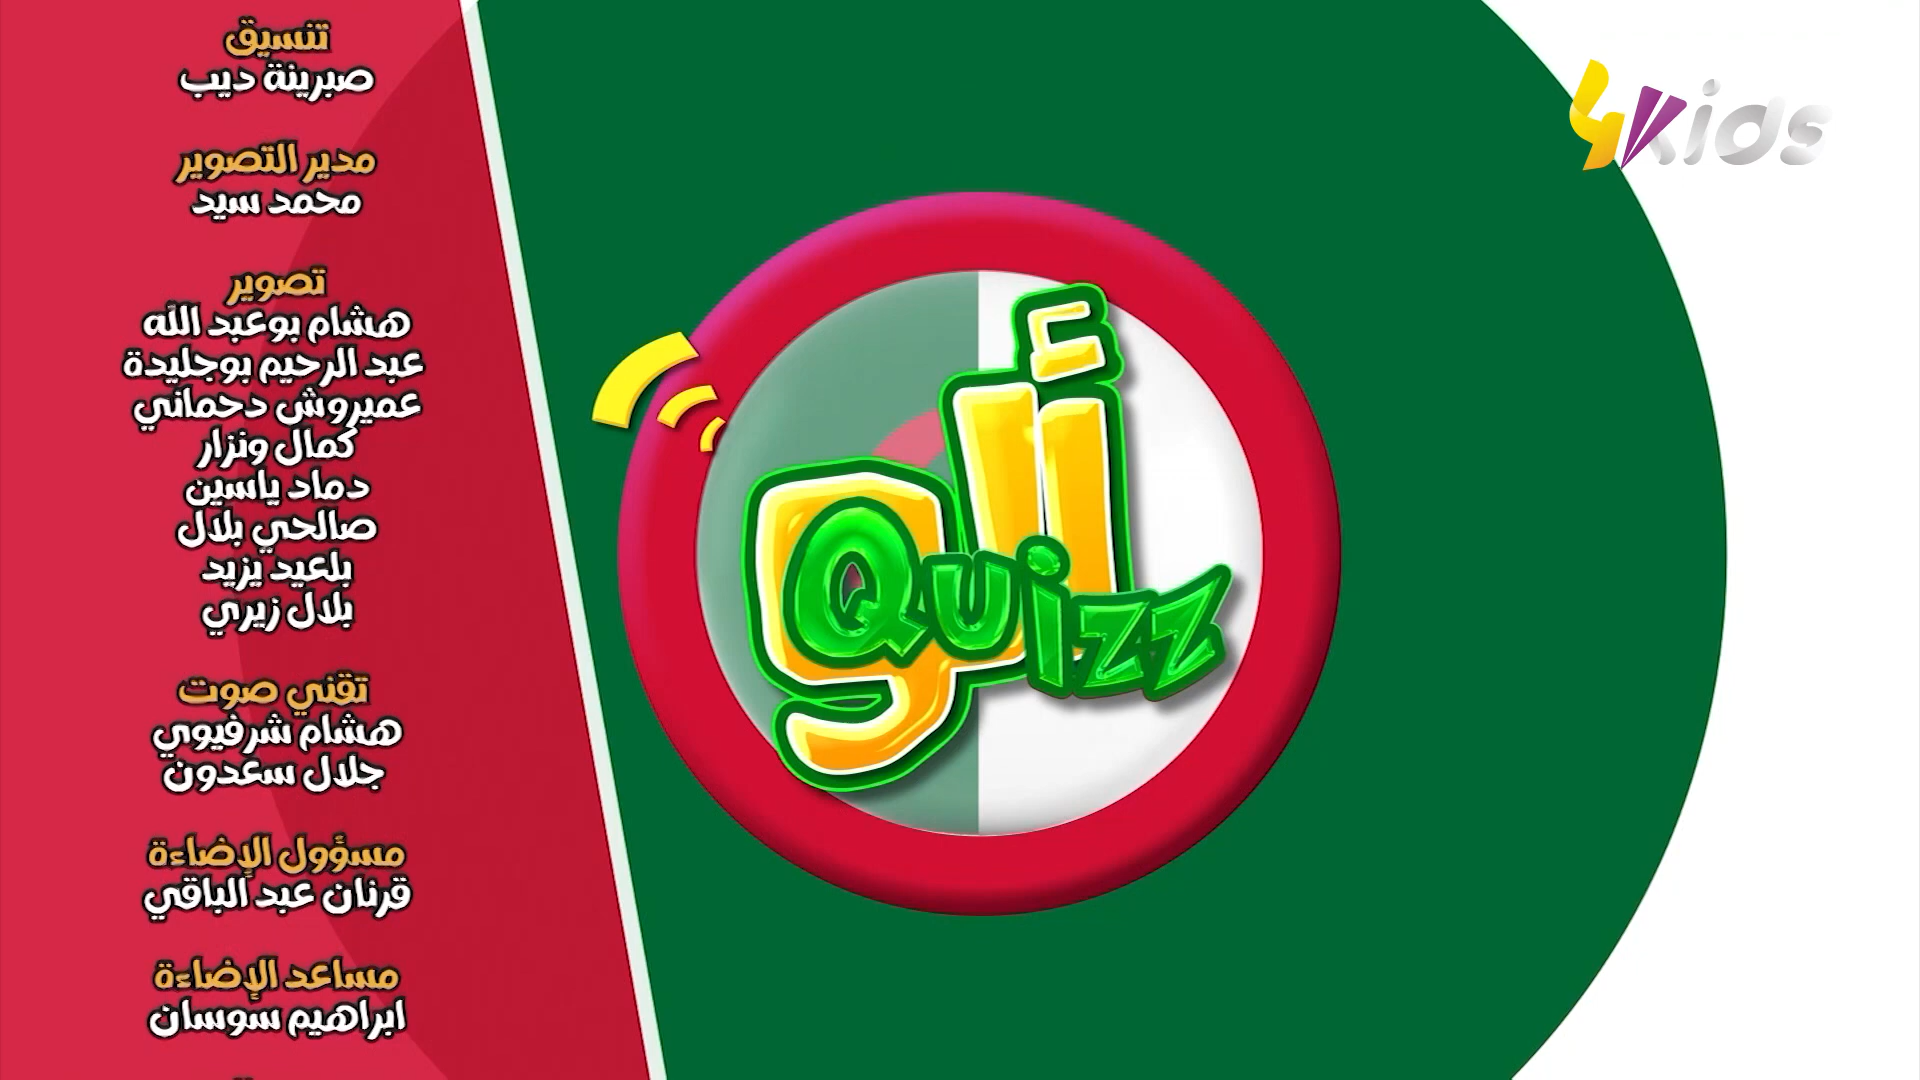 تنسيق
صبرينة ديب
مدير التصوير
محمد سيد
تصوير
هشام بوعبد الله
عبد الرحيم بوجليدة
عميروش دحماني
كمال ونزار
دماد ياسين
صالحي بلال
بلعيد يزيد
بلال زيري
تقني صوت
هشام شرفيوي
جلال سعدون
مسؤول الإضاءة
قرنان عبد الباقي
مساعد الإضاءة
ابراهيم سوسان
ألو
Quizz
4Kids